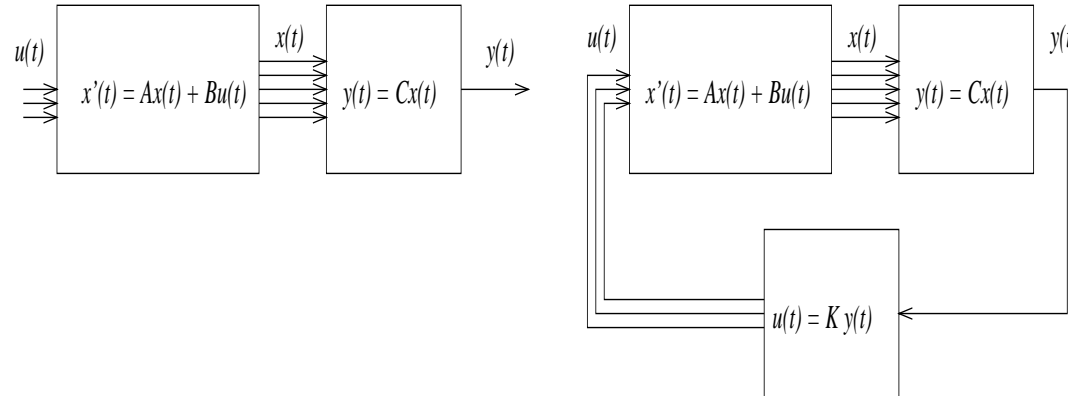 u(t)
x'(t) = Ax(t) + Bu(t)
x(t)
y(t) = Cx(t)
y(t)
u(t)
x'(t) = Ax(t) + Bu(t)
x(t)
y(t) = Cx(t)
u(t) = K y(t)